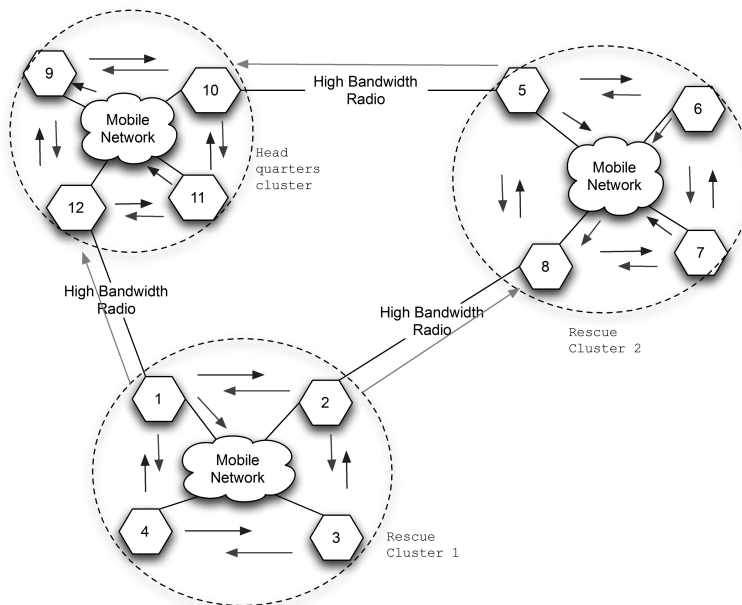 9
10
Mobile
Network
12
11
Head
quarters
cluster
High Bandwidth
Radio
5
6
Mobile
Network
8
7
Rescue
Cluster 2
High Bandwidth
Radio
High Bandwidth
Radio
1
2
Mobile
Network
4
3
Rescue
Cluster 1